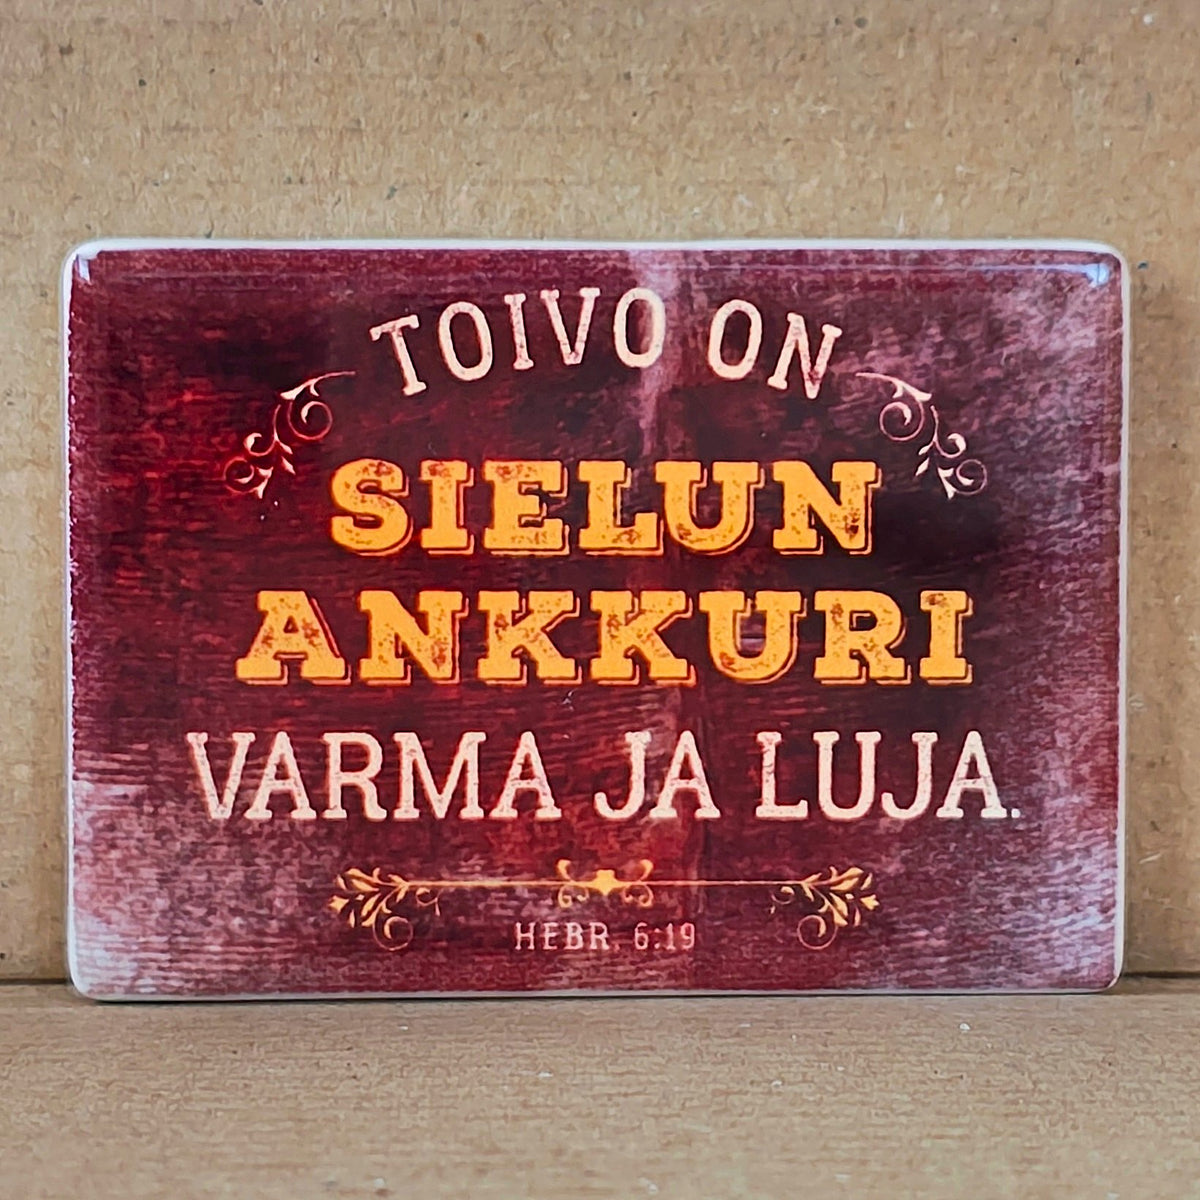 TOIVO ON
SIELUN
ANKKURI
VARMA JA LUJA.
HEBR. 6:19